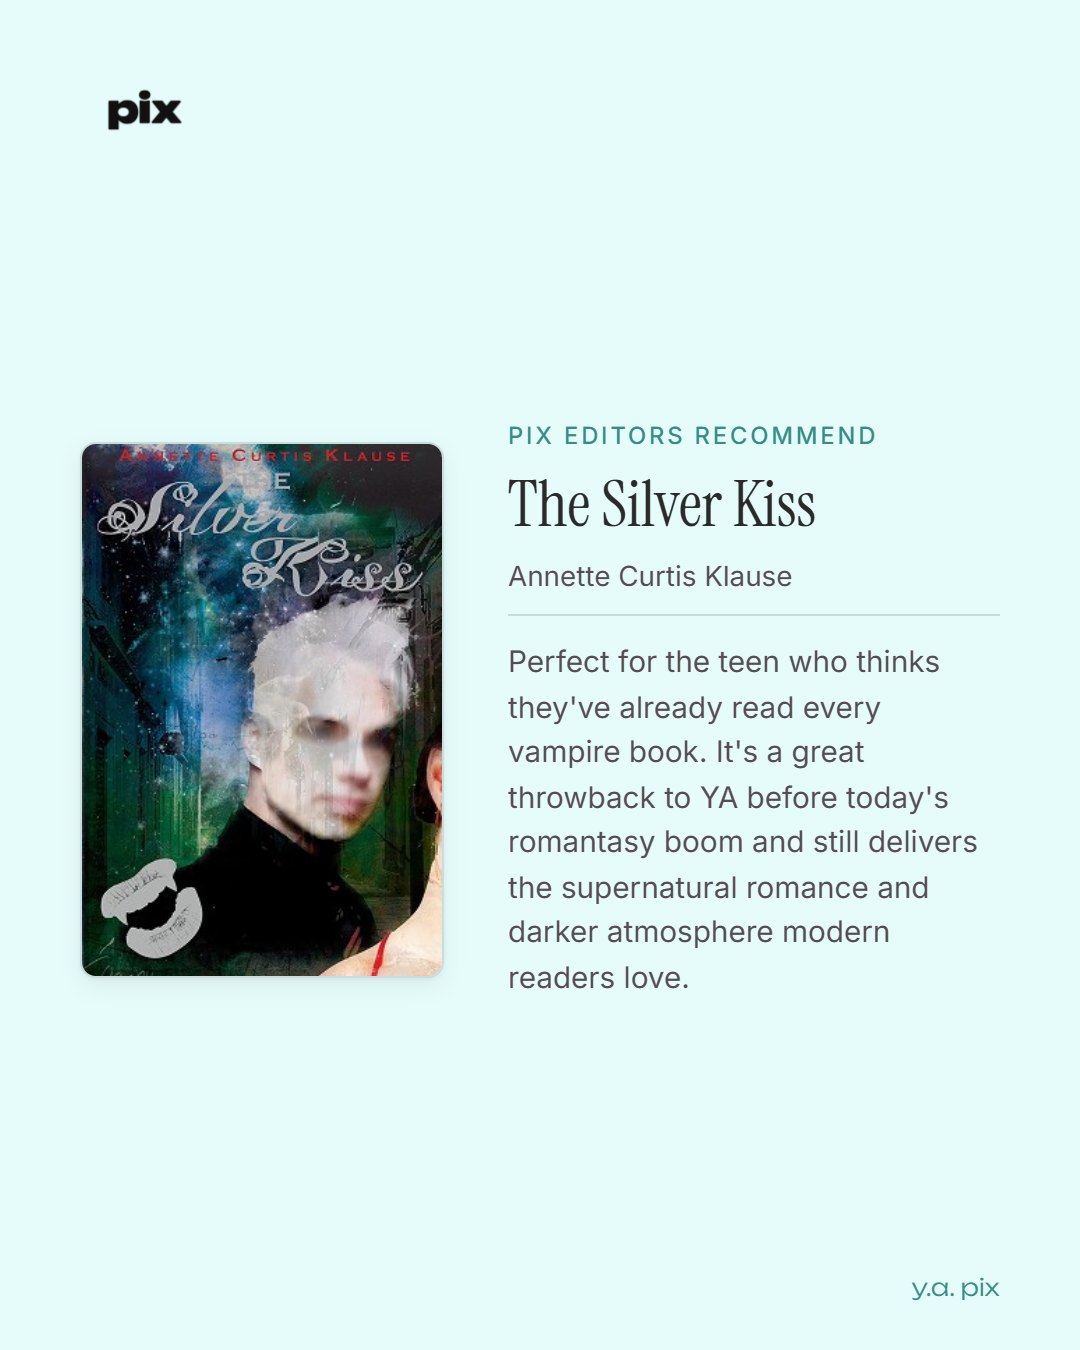 pix
ANNETTE CURTIS KLAUSE
THE
Silver
Kiss
PIX EDITORS RECOMMEND
The Silver Kiss
Annette Curtis Klause
Perfect for the teen who thinks
they've already read every
vampire book. It's a great
throwback to YA before today's
romantasy boom and still delivers
the supernatural romance and
darker atmosphere modern
readers love.
y.a. pix